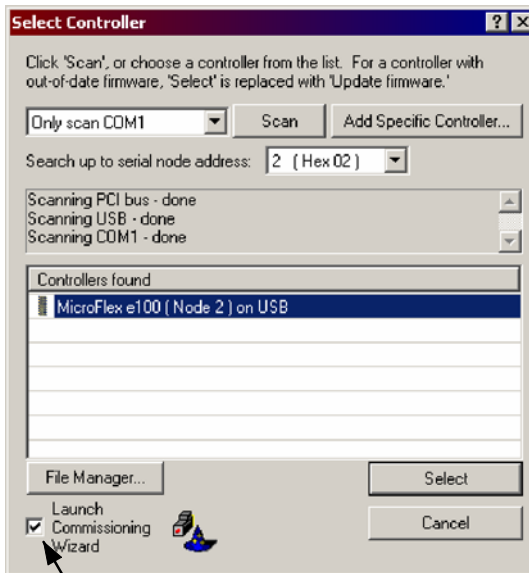 Select Controller
Click 'Scan', or choose a controller from the list. For a controller with
out-of-date firmware, 'Select' is replaced with 'Update firmware.'
Only scan COM1
Scan
Add Specific Controller...
Search up to serial node address:
2 (Hex 02)
Scanning PCI bus - done
Scanning USB - done
Scanning COM1 - done
Controllers found
MicroFlex e100 ( Node 2 ) on USB
File Manager...
Select
Launch
Commissioning
Wizard
Cancel